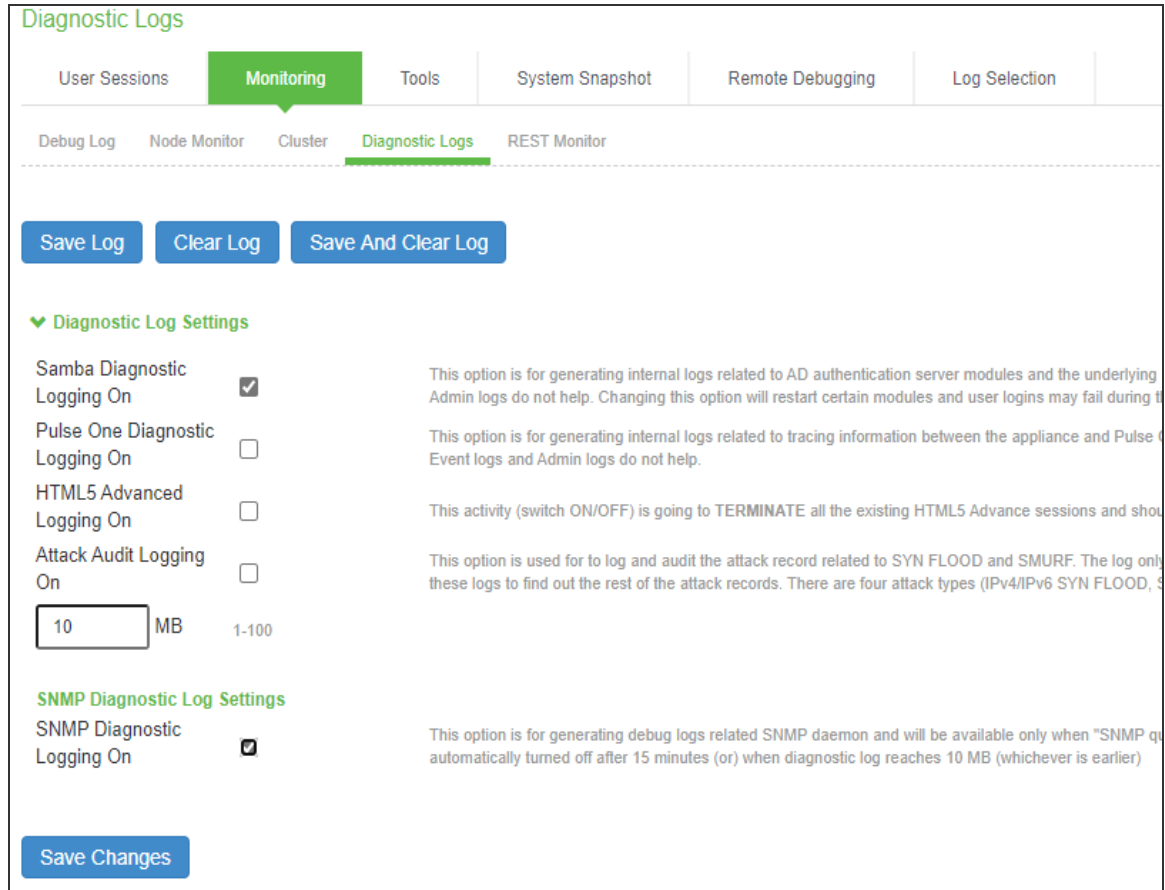 Diagnostic Logs
User Sessions Monitoring Tools System Snapshot Remote Debugging Log Selection
Debug Log Node Monitor Cluster Diagnostic Logs REST Monitor
Save Log Clear Log Save And Clear Log
Diagnostic Log Settings
Samba Diagnostic
Logging On
This option is for generating internal logs related to AD authentication server modules and the underlying
Admin logs do not help. Changing this option will restart certain modules and user logins may fail during
Pulse One Diagnostic
Logging On
This option is for generating internal logs related to tracing information between the appliance and Pulse
Event logs and Admin logs do not help.
HTML5 Advanced
Logging On
This activity (switch ON/OFF) is going to TERMINATE all the existing HTML5 Advance sessions and
Attack Audit Logging
On
This option is used for to log and audit the attack record related to SYN FLOOD and SMURF. The log only
these logs to find out the rest of the attack records. There are four attack types (IPv4/IPv6 SYN FLOOD,
10 MB 1-100
SNMP Diagnostic Log Settings
SNMP Diagnostic
Logging On
This option is for generating debug logs related SNMP daemon and will be available only when "SNMP
automatically turned off after 15 minutes (or) when diagnostic log reaches 10 MB (whichever is earlier)
Save Changes